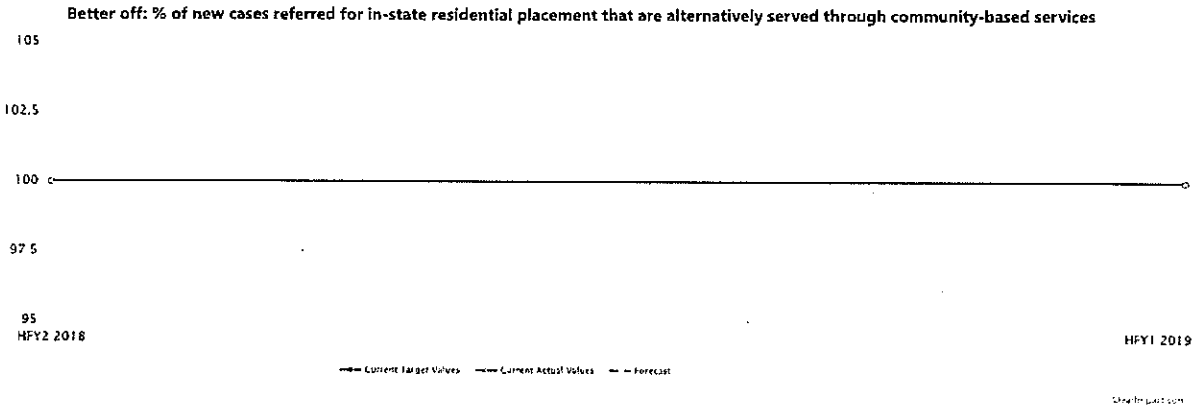 Better off: % of new cases referred for in-state residential placement that are alternatively served through community-based services
105
102.5
100
97 5
95
HFY2 2018
HFY1 2019
Current Target Values Current Actual Values Forecast